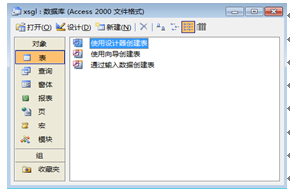 xsgl : 数据库 (Access 2000 文件格式)
打开(O) 设计(D) 新建(N)
对象
表
查询
窗体
报表
页
宏
模块
组
收藏夹
使用设计器创建表
使用向导创建表
通过输入数据创建表